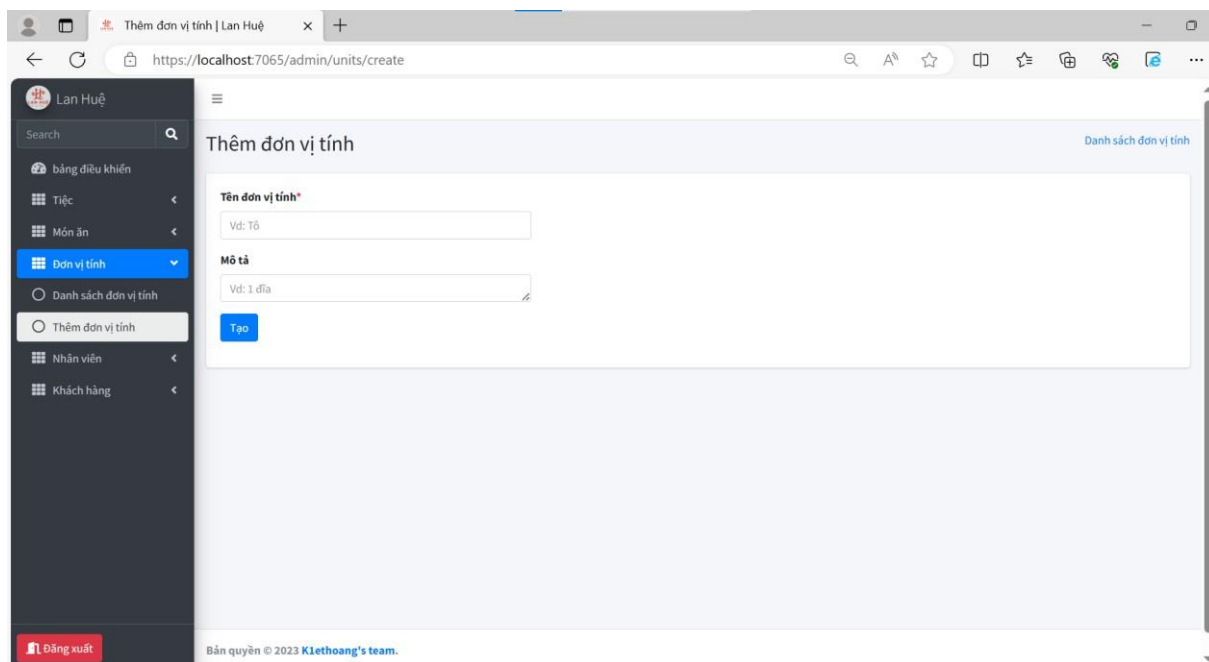 Thêm đơn vị tính | Lan Huệ
https://localhost:7065/admin/units/create
Lan Huệ
Search
bảng điều khiển
Tiệc
Món ăn
Đơn vị tính
Danh sách đơn vị tính
Thêm đơn vị tính
Nhân viên
Khách hàng
Đăng xuất
Thêm đơn vị tính
Danh sách đơn vị tính
Tên đơn vị tính*
Vd: Tô
Mô tả
Vd: 1 đĩa
Tạo
Bản quyền © 2023 K1ethoang's team.